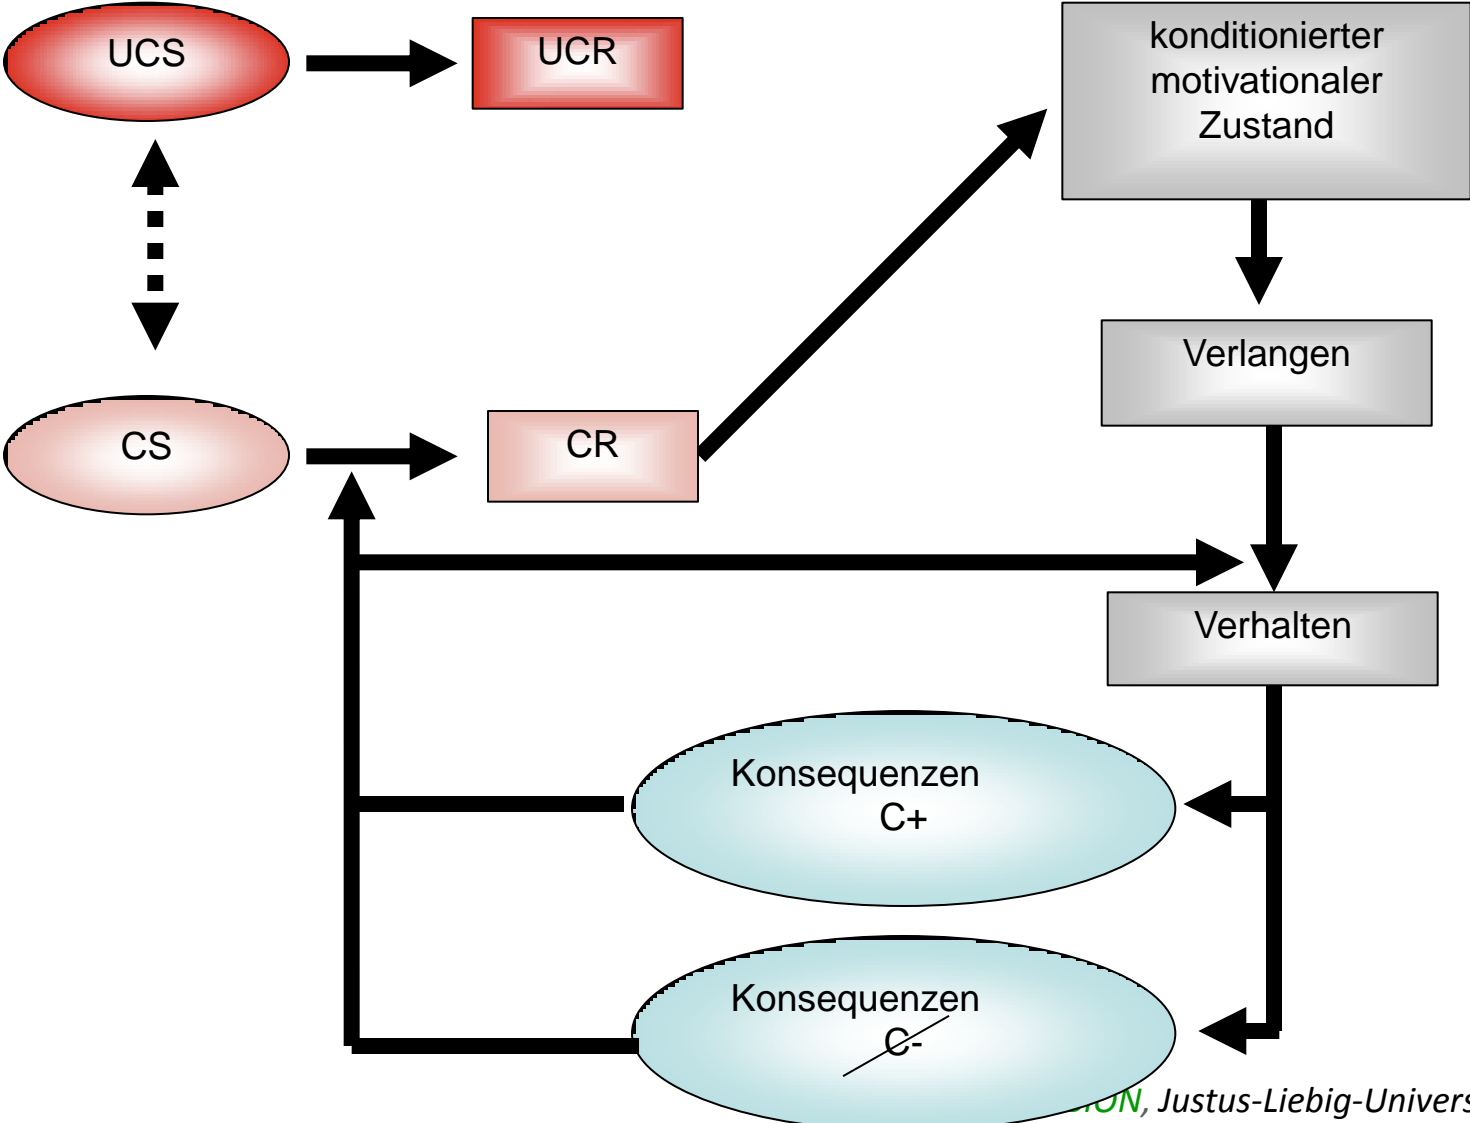 UCS
UCR
konditionierter
motivationaler
Zustand
Verlangen
CS
CR
Verhalten
Konsequenzen
C+
Konsequenzen
C-
, Justus-Liebig-Univers